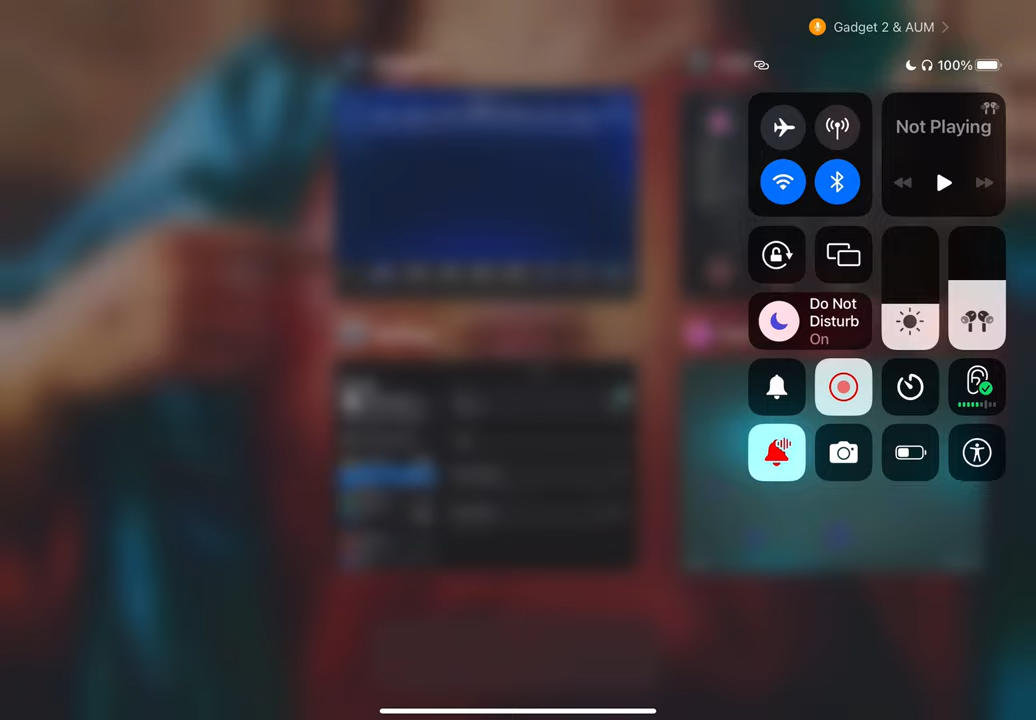 Gadget 2 & AUM
100%
Not Playing
Do Not
Disturb
On